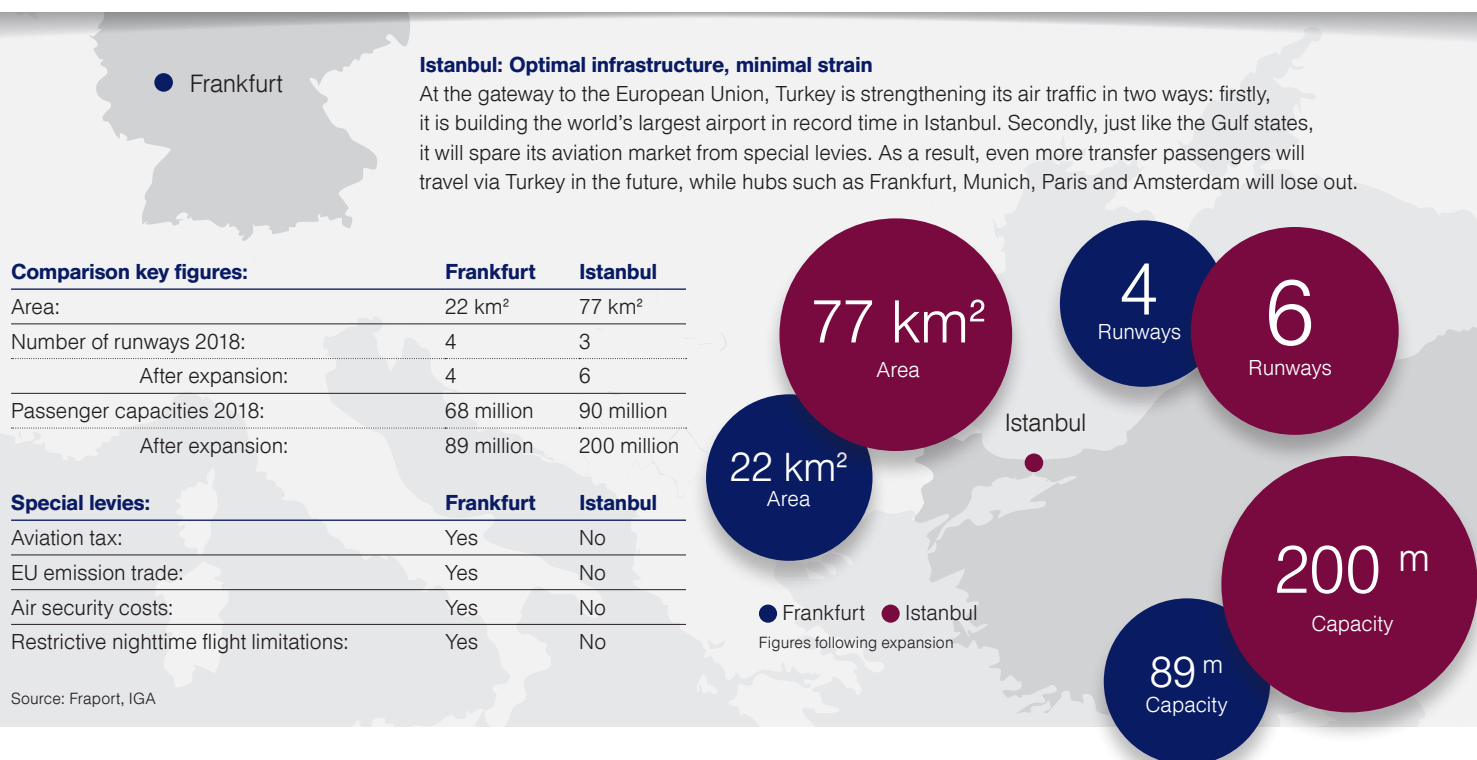 Frankfurt
Istanbul: Optimal infrastructure, minimal strain
At the gateway to the European Union, Turkey is strengthening its air traffic in two ways: firstly,
it is building the world’s largest airport in record time in Istanbul. Secondly, just like the Gulf states,
it will spare its aviation market from special levies. As a result, even more transfer passengers will
travel via Turkey in the future, while hubs such as Frankfurt, Munich, Paris and Amsterdam will lose out.
Comparison key figures: Frankfurt Istanbul
Area: 22 km² 77 km²
Number of runways 2018: 4 3
After expansion: 4 6
Passenger capacities 2018: 68 million 90 million
After expansion: 89 million 200 million
Special levies: Frankfurt Istanbul
Aviation tax: Yes No
EU emission trade: Yes No
Air security costs: Yes No
Restrictive nighttime flight limitations: Yes No
Source: Fraport, IGA
77 km²
Area
22 km²
Area
4
Runways
6
Runways
Istanbul
200 m
Capacity
89 m
Capacity
Frankfurt Istanbul
Figures following expansion